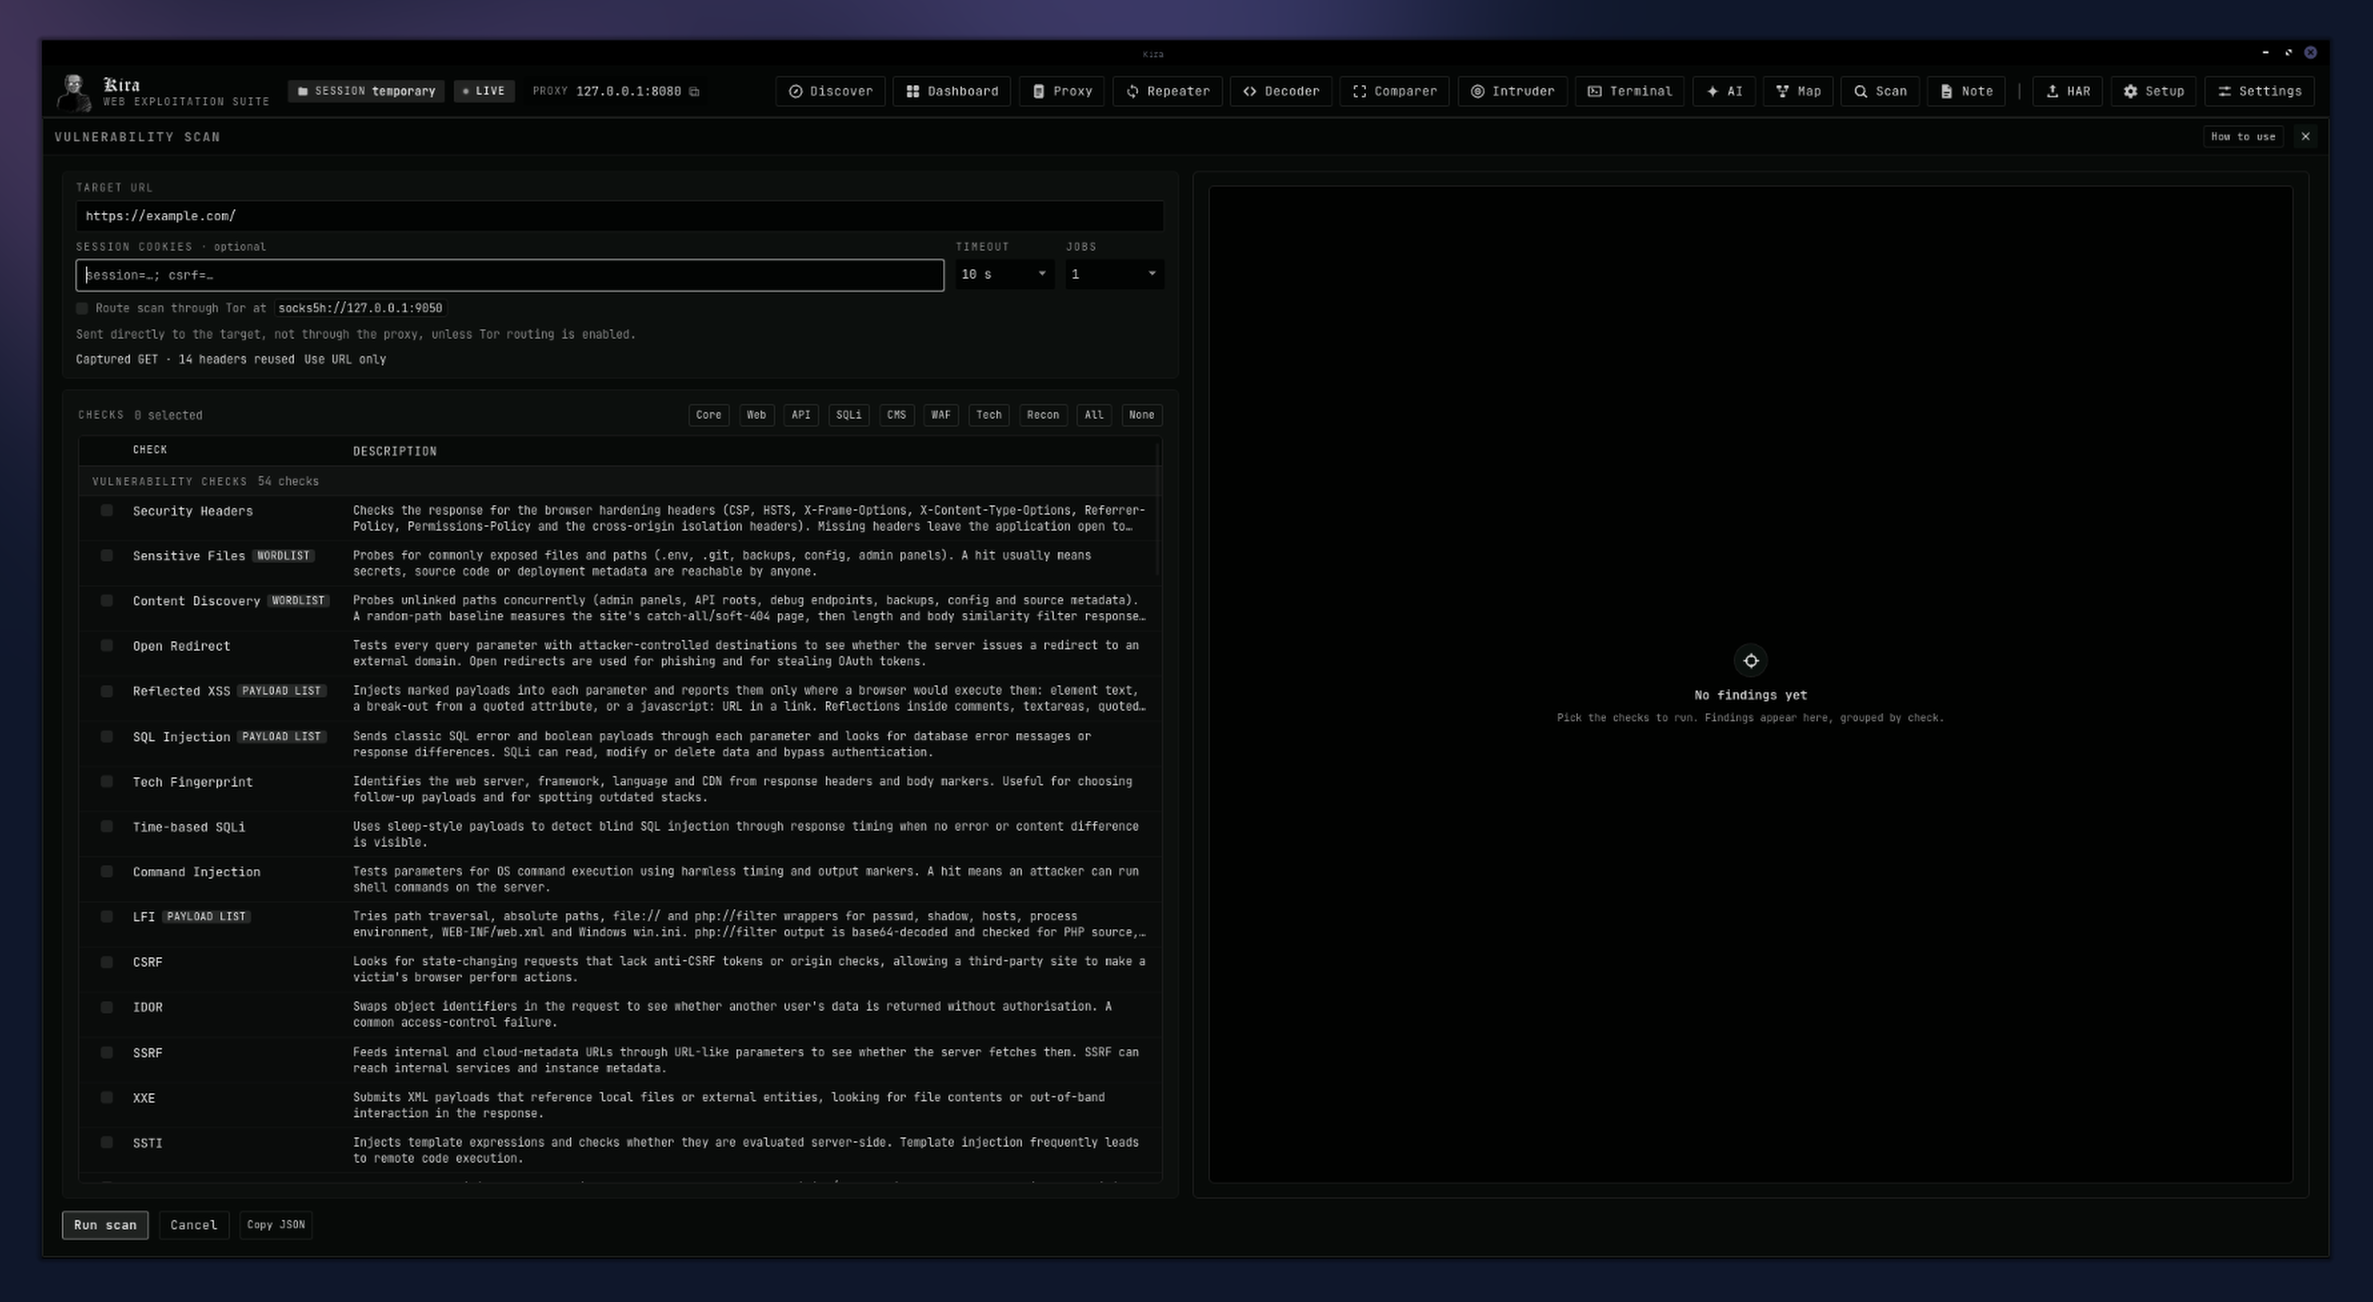 Kira
Kira
WEB EXPLOITATION SUITE
SESSION temporary
LIVE
PROXY 127.0.0.1:8080
Discover
Dashboard
Proxy
Repeater
Decoder
Comparer
Intruder
Terminal
AI
Map
Scan
Note
HAR
Setup
Settings
VULNERABILITY SCAN
How to use
TARGET URL
https://example.com/
SESSION COOKIES · optional
TIMEOUT
JOBS
session=…; csrf=…
10 s
1
Route scan through Tor at socks5h://127.0.0.1:9050
Sent directly to the target, not through the proxy, unless Tor routing is enabled.
Captured GET · 14 headers reused Use URL only
CHECKS 0 selected
Core
Web
API
SQLi
CMS
WAF
Tech
Recon
All
None
CHECK
DESCRIPTION
VULNERABILITY CHECKS 54 checks
Security Headers
Checks the response for the browser hardening headers (CSP, HSTS, X-Frame-Options, X-Content-Type-Options, Referrer-
Policy, Permissions-Policy and the cross-origin isolation headers). Missing headers leave the application open to…
Sensitive Files WORDLIST
Probes for commonly exposed files and paths (.env, .git, backups, config, admin panels). A hit usually means
secrets, source code or deployment metadata are reachable by anyone.
Content Discovery WORDLIST
Probes unlinked paths concurrently (admin panels, API roots, debug endpoints, backups, config and source metadata).
A random-path baseline measures the site's catch-all/soft-404 page, then length and body similarity filter response…
Open Redirect
Tests every query parameter with attacker-controlled destinations to see whether the server issues a redirect to an
external domain. Open redirects are used for phishing and for stealing OAuth tokens.
Reflected XSS PAYLOAD LIST
Injects marked payloads into each parameter and reports them only where a browser would execute them: element text,
a break-out from a quoted attribute, or a javascript: URL in a link. Reflections inside comments, textareas, quoted…
SQL Injection PAYLOAD LIST
Sends classic SQL error and boolean payloads through each parameter and looks for database error messages or
response differences. SQLi can read, modify or delete data and bypass authentication.
Tech Fingerprint
Identifies the web server, framework, language and CDN from response headers and body markers. Useful for choosing
follow-up payloads and for spotting outdated stacks.
Time-based SQLi
Uses sleep-style payloads to detect blind SQL injection through response timing when no error or content difference
is visible.
Command Injection
Tests parameters for OS command execution using harmless timing and output markers. A hit means an attacker can run
shell commands on the server.
LFI PAYLOAD LIST
Tries path traversal, absolute paths, file:// and php://filter wrappers for passwd, shadow, hosts, process
environment, WEB-INF/web.xml and Windows win.ini. php://filter output is base64-decoded and checked for PHP source,…
CSRF
Looks for state-changing requests that lack anti-CSRF tokens or origin checks, allowing a third-party site to make a
victim's browser perform actions.
IDOR
Swaps object identifiers in the request to see whether another user's data is returned without authorisation. A
common access-control failure.
SSRF
Feeds internal and cloud-metadata URLs through URL-like parameters to see whether the server fetches them. SSRF can
reach internal services and instance metadata.
XXE
Submits XML payloads that reference local files or external entities, looking for file contents or out-of-band
interaction in the response.
SSTI
Injects template expressions and checks whether they are evaluated server-side. Template injection frequently leads
to remote code execution.
No findings yet
Pick the checks to run. Findings appear here, grouped by check.
Run scan
Cancel
Copy JSON